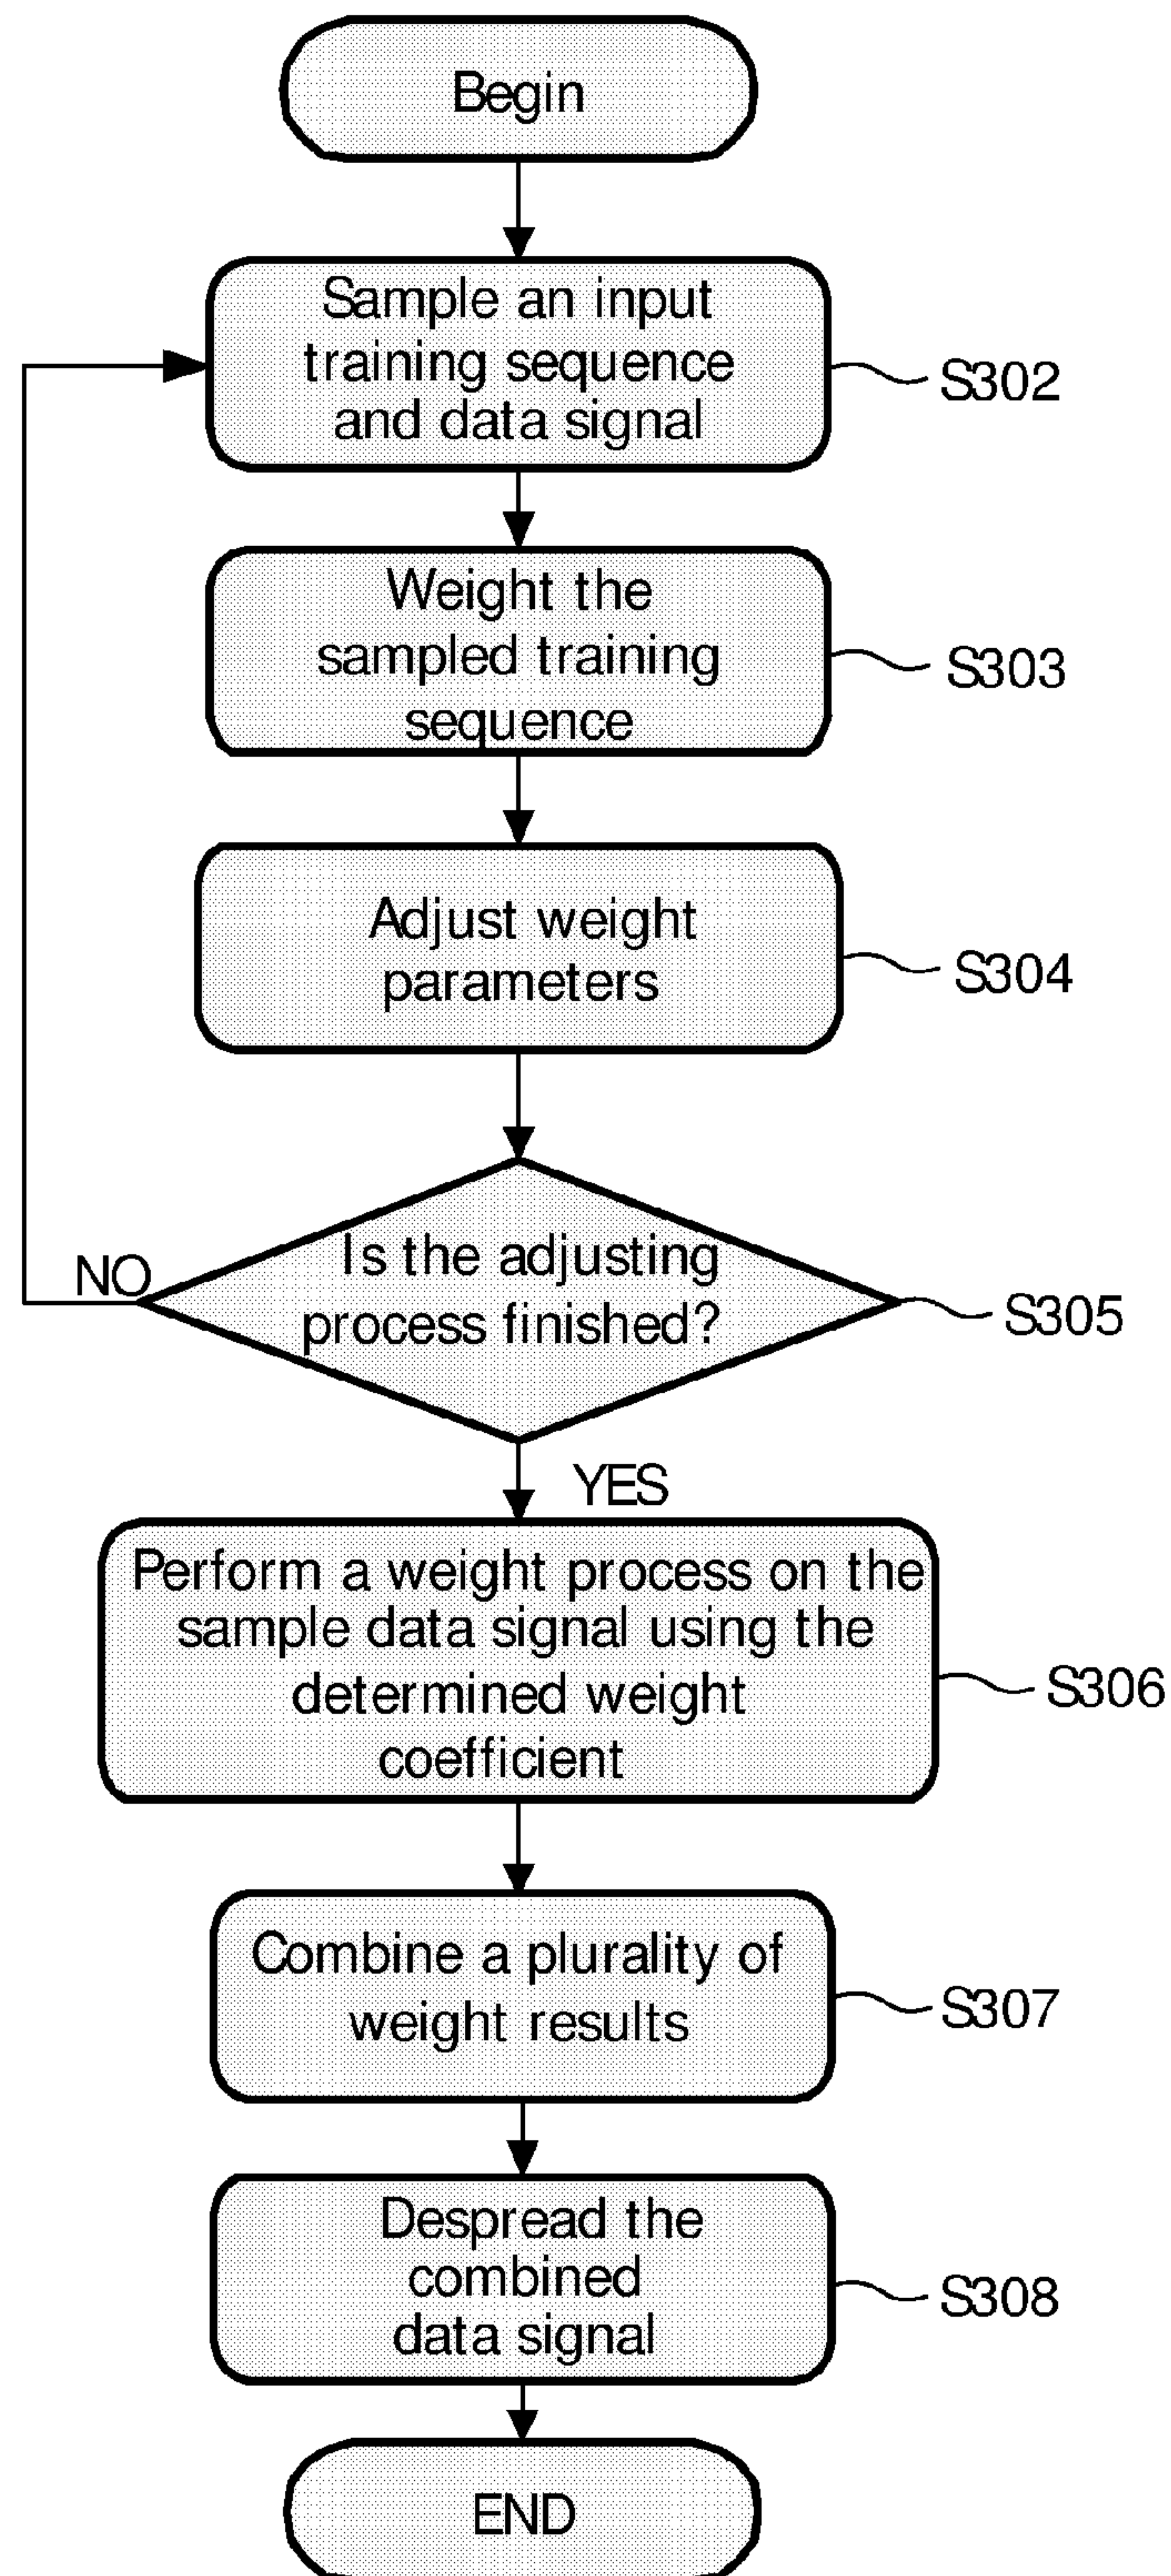 Begin
Sample an input
training sequence
and data signal
S302
Weight the
sampled training
sequence
S303
Adjust weight
parameters
S304
Is the adjusting
process finished?
S305
NO
YES
Perform a weight process on the
sample data signal using the
determined weight
coefficient
S306
Combine a plurality of
weight results
S307
Despread the
combined
data signal
S308
END